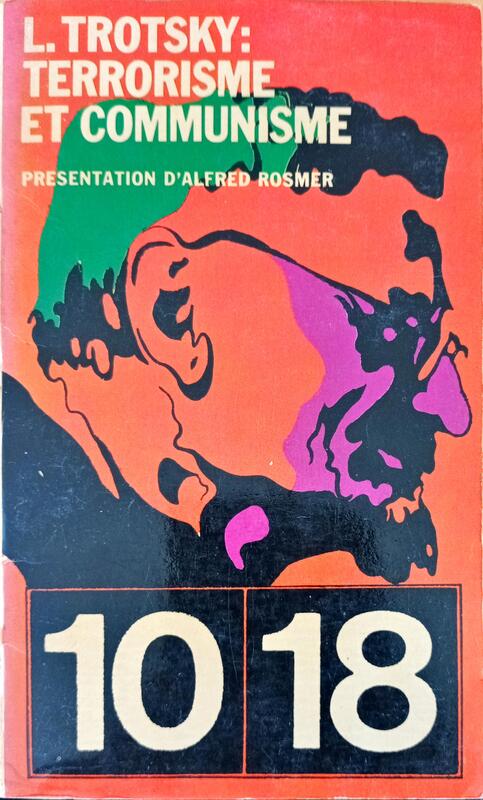 L. TROTSKY:
TERRORISME
ET COMMUNISME
PRESENTATION D'ALFRED ROSMER
10 18